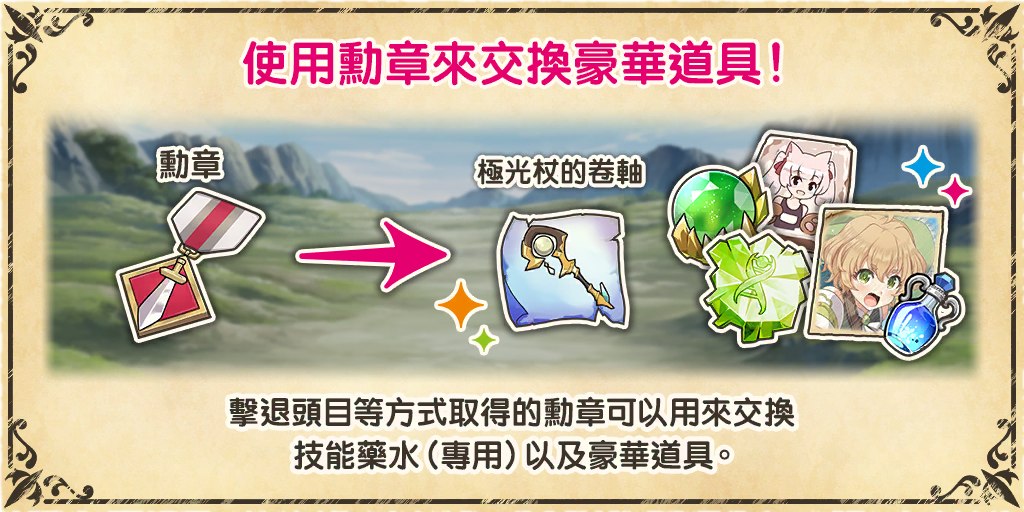 使用勳章來交換豪華道具!
勳章
極光杖的卷軸
擊退頭目等方式取得的勳章可以用來交換
技能藥水(專用)以及豪華道具。